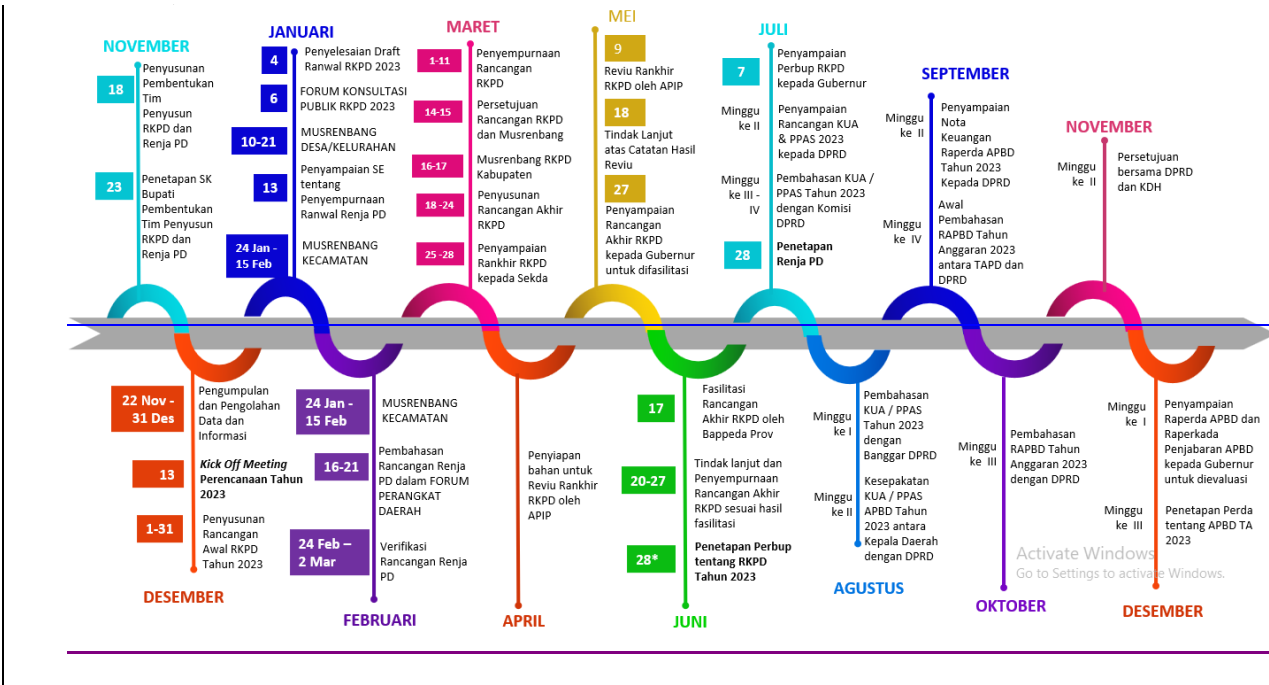 NOVEMBER
18
Penyusunan
Pembentukan
Tim
Penyusun
RKPD dan
Renja PD
23
Penetapan SK
Bupati
Pembentukan
Tim Penyusun
RKPD dan
Renja PD
JANUARI
4
Penyelesaian Draft
Ranwal RKPD 2023
6
FORUM KONSULTASI
PUBLIK RKPD 2023
10-21
MUSRENBANG
DESA/KELURAHAN
13
Penyampaian SE
tentang
Penyempurnaan
Ranwal Renja PD
24 Jan -
15 Feb
MUSRENBANG
KECAMATAN
MARET
1-11
Penyempurnaan
Rancangan
RKPD
14-15
Persetujuan
Rancangan RKPD
dan Musrenbang
16-17
Musrenbang RKPD
Kabupaten
18 -24
Penyusunan
Rancangan Akhir
RKPD
25 -28
Penyampaian
Rankhir RKPD
kepada Sekda
MEI
9
Reviu Rankhir
RKPD oleh APIP
18
Tindak Lanjut
atas Catatan Hasil
Reviu
27
Penyampaian
Rancangan
Akhir RKPD
kepada Gubernur
untuk difasilitasi
JULI
7
Penyampaian
Perbup RKPD
kepada Gubernur
Minggu
ke II
Penyampaian
Rancangan KUA
& PPAS 2023
kepada DPRD
Minggu
ke III -
IV
Pembahasan KUA /
PPAS Tahun 2023
dengan Komisi
DPRD
28
Penetapan
Renja PD
SEPTEMBER
Minggu
ke II
Penyampaian
Nota
Keuangan
Raperda APBD
Tahun 2023
Kepada DPRD
Minggu
ke IV
Awal
Pembahasan
RAPBD Tahun
Anggaran 2023
antara TAPD dan
DPRD
NOVEMBER
Minggu
ke II
Persetujuan
bersama DPRD
dan KDH
22 Nov -
31 Des
Pengumpulan
dan Pengolahan
Data dan
Informasi
13
Kick Off Meeting
Perencanaan Tahun
2023
1-31
Penyusunan
Rancangan
Awal RKPD
Tahun 2023
DESEMBER
24 Jan -
15 Feb
MUSRENBANG
KECAMATAN
16-21
Pembahasan
Rancangan Renja
PD dalam FORUM
PERANGKAT
DAERAH
24 Feb –
2 Mar
Verifikasi
Rancangan Renja
PD
FEBRUARI
Penyiapan
bahan untuk
Reviu Rankhir
RKPD oleh
APIP
APRIL
17
Fasilitasi
Rancangan
Akhir RKPD oleh
Bappeda Prov
20-27
Tindak lanjut dan
Penyempurnaan
Rancangan Akhir
RKPD sesuai hasil
fasilitasi
28*
Penetapan Perbup
tentang RKPD
Tahun 2023
JUNI
Minggu
ke I
Pembahasan
KUA / PPAS
Tahun 2023
dengan
Banggar DPRD
Minggu
ke II
Kesepakatan
KUA / PPAS
APBD Tahun
2023 antara
Kepala Daerah
dengan DPRD
AGUSTUS
Minggu
ke III
Pembahasan
RAPBD Tahun
Anggaran 2023
dengan DPRD
OKTOBER
Minggu
ke I
Penyampaian
Raperda APBD dan
Raperkada
Penjabaran APBD
kepada Gubernur
untuk dievaluasi
Minggu
ke III
Penetapan Perda
tentang APBD TA
2023
DESEMBER
Activate Windows
Go to Settings to activate Windows.